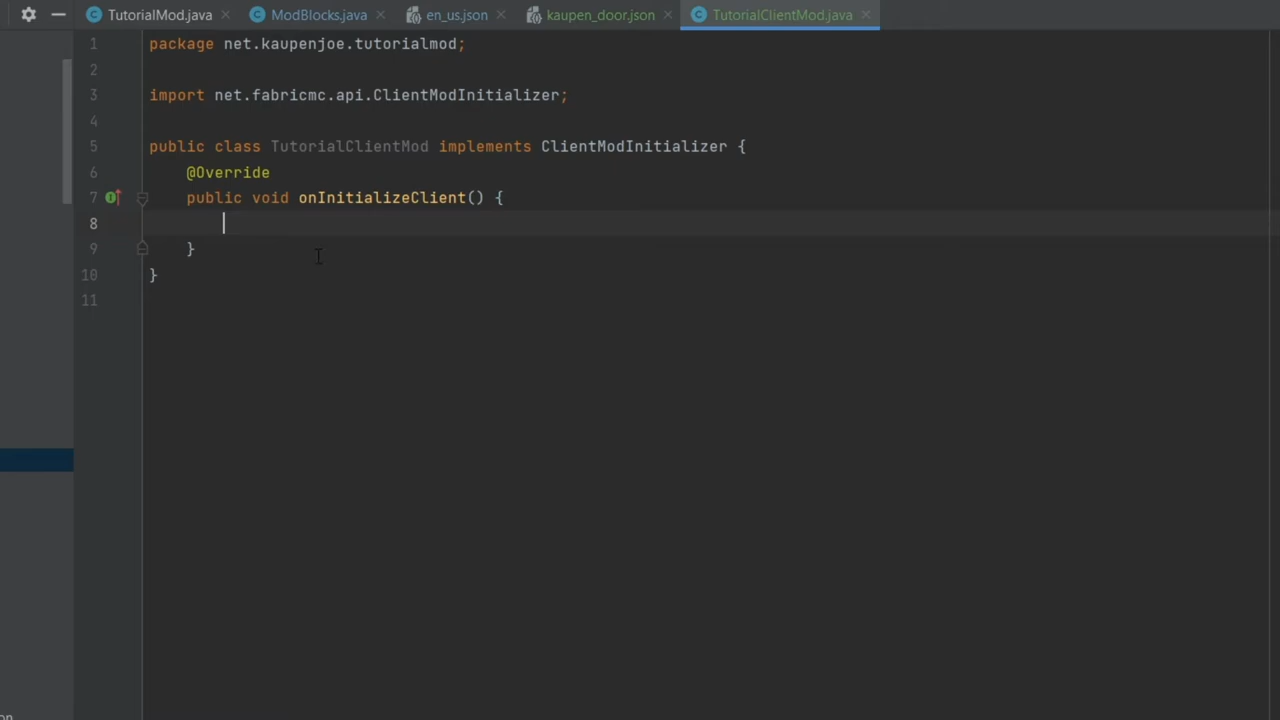 TutorialMod.java ModBlocks.java en_us.json kaupen_door.json TutorialClientMod.java
1 package net.kaupenjoe.tutorialmod;
2
3 import net.fabricmc.api.ClientModInitializer;
4
5 public class TutorialClientMod implements ClientModInitializer {
6 @Override
7 public void onInitializeClient() {
8
9 }
10 }
11